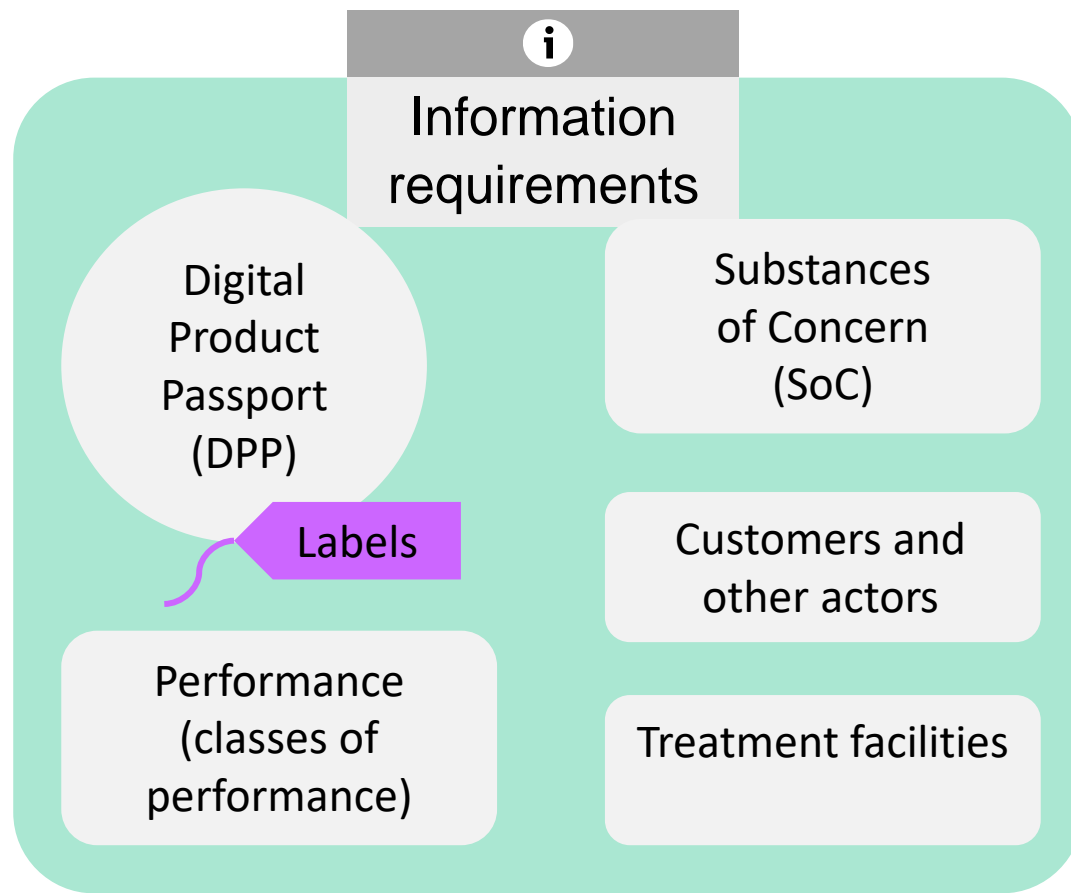 i
Information
requirements
Digital
Product
Passport
(DPP)
Labels
Performance
(classes of
performance)
Substances
of Concern
(SoC)
Customers and
other actors
Treatment facilities